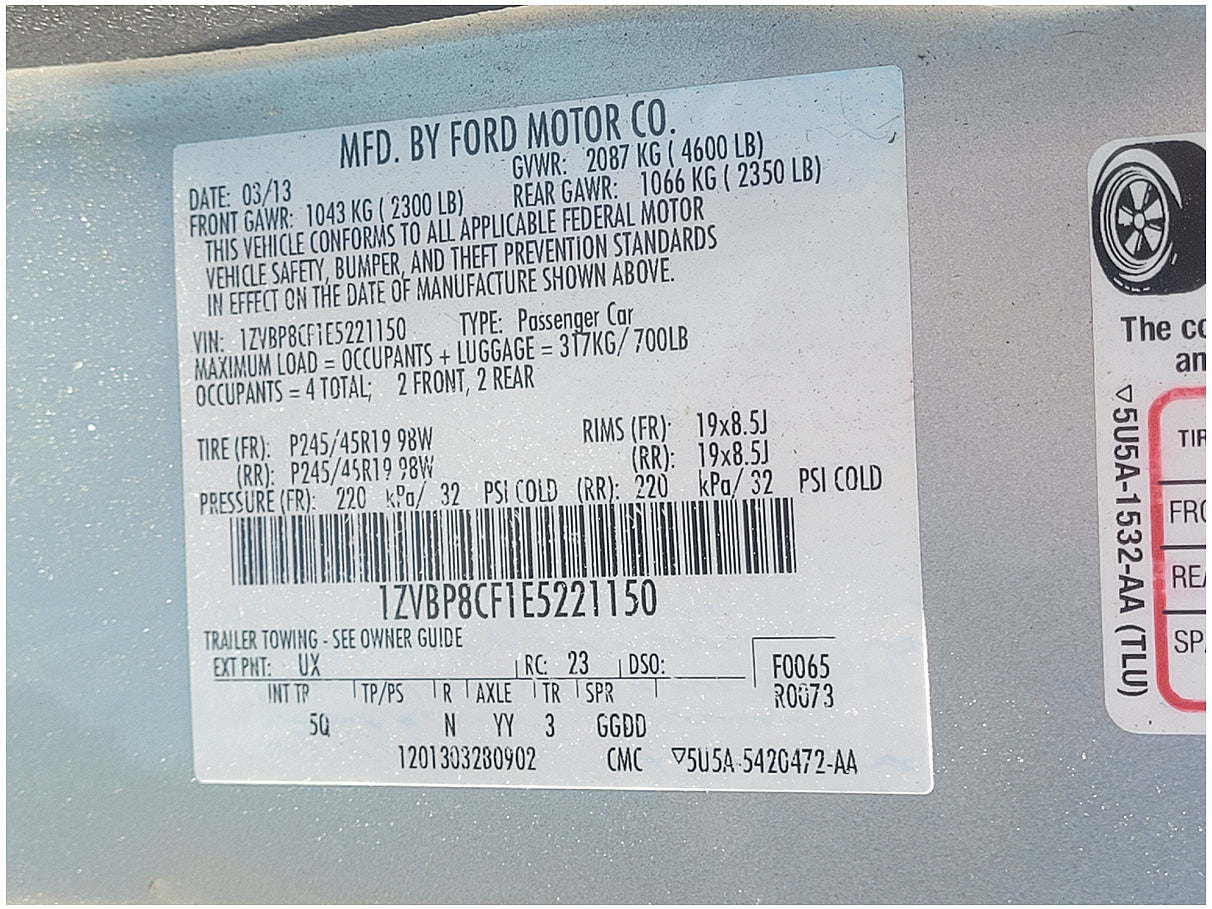 MFD. BY FORD MOTOR CO.
DATE: 03/13 GVWR: 2087 KG ( 4600 LB)
FRONT GAWR: 1043 KG ( 2300 LB) REAR GAWR: 1066 KG ( 2350 LB)
THIS VEHICLE CONFORMS TO ALL APPLICABLE FEDERAL MOTOR
VEHICLE SAFETY, BUMPER, AND THEFT PREVENTION STANDARDS
IN EFFECT ON THE DATE OF MANUFACTURE SHOWN ABOVE.
VIN: 1ZVBP8CF1E5221150 TYPE: Passenger Car
MAXIMUM LOAD = OCCUPANTS + LUGGAGE = 317KG/ 700LB
OCCUPANTS = 4 TOTAL; 2 FRONT, 2 REAR
TIRE (FR): P245/45R19 98W RIMS (FR): 19x8.5J
(RR): P245/45R19 98W (RR): 19x8.5J
PRESSURE (FR): 220 kPa/ 32 PSI COLD (RR): 220 kPa/ 32 PSI COLD
1ZVBP8CF1E5221150
TRAILER TOWING - SEE OWNER GUIDE
EXT PNT: UX RC: 23 DSO: F0065
INT TR TP/PS R AXLE TR SPR R0073
5Q N YY 3 GGDD
1201303280902 CMC ▽5U5A-5420472-AA
The co
an
▽5U5A-1532-AA (TLU)
TIR
FRO
REA
SPA